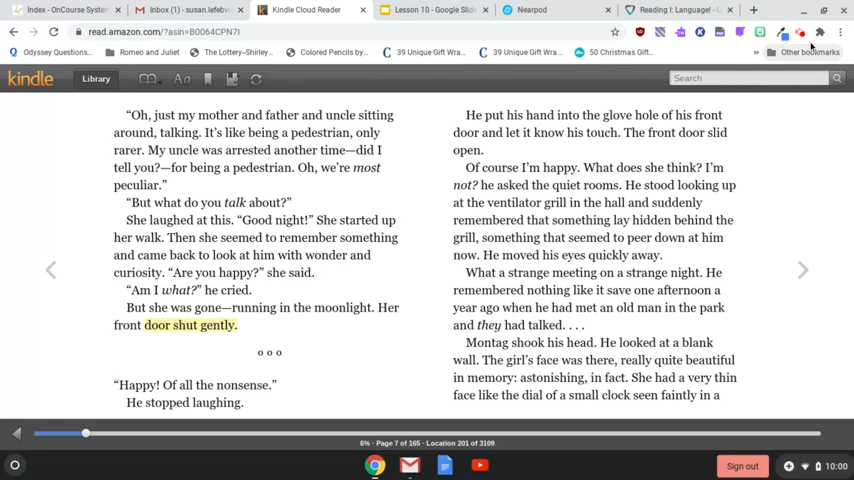 Index - OnCourse System
Inbox (1) - susan.lefebv
Kindle Cloud Reader
Lesson 10 - Google Slid
Nearpod
Reading I: Language! - L
read.amazon.com/?asin=B0064CPN7I
Odyssey Questions...
Romeo and Juliet
The Lottery--Shirley...
Colored Pencils by...
39 Unique Gift Wra...
39 Unique Gift Wra...
50 Christmas Gift...
»
Other bookmarks
kindle
Library
Aa
Search
“Oh, just my mother and father and uncle sitting
around, talking. It’s like being a pedestrian, only
rarer. My uncle was arrested another time—did I
tell you?—for being a pedestrian. Oh, we’re most
peculiar.”
“But what do you talk about?”
She laughed at this. “Good night!” She started up
her walk. Then she seemed to remember something
and came back to look at him with wonder and
curiosity. “Are you happy?” she said.
“Am I what?” he cried.
But she was gone—running in the moonlight. Her
front door shut gently.
o o o
“Happy! Of all the nonsense.”
He stopped laughing.
He put his hand into the glove hole of his front
door and let it know his touch. The front door slid
open.
Of course I’m happy. What does she think? I’m
not? he asked the quiet rooms. He stood looking up
at the ventilator grill in the hall and suddenly
remembered that something lay hidden behind the
grill, something that seemed to peer down at him
now. He moved his eyes quickly away.
What a strange meeting on a strange night. He
remembered nothing like it save one afternoon a
year ago when he had met an old man in the park
and they had talked. . . .
Montag shook his head. He looked at a blank
wall. The girl’s face was there, really quite beautiful
in memory: astonishing, in fact. She had a very thin
face like the dial of a small clock seen faintly in a
6% · Page 7 of 165 · Location 201 of 3109
Sign out
10:00